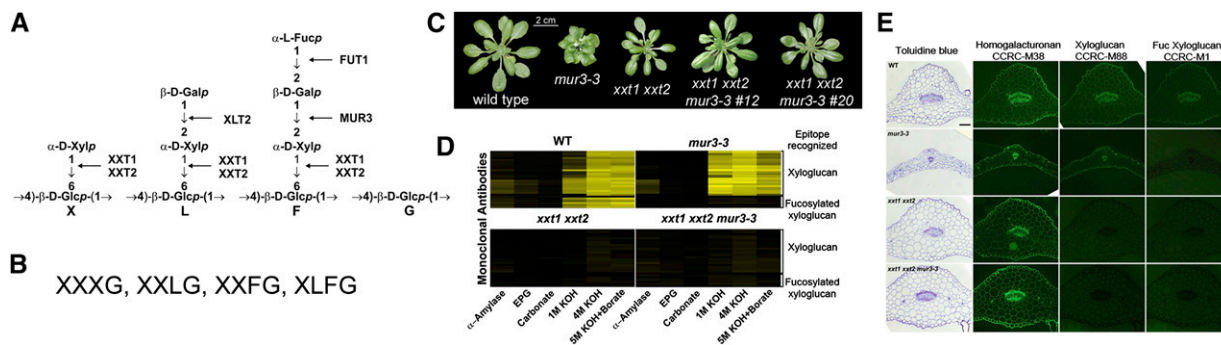 A
α-L-Fucp
1
↓ ← FUT1
2
β-D-Galp β-D-Galp
1 1
↓ ← XLT2 ↓ ← MUR3
2 2
α-D-Xylp α-D-Xylp α-D-Xylp
1 1 1
↓ ← XXT1 XXT2 ↓ ← XXT1 XXT2 ↓ ← XXT1 XXT2
6 6 6
→4)-β-D-Glcp-(1→ →4)-β-D-Glcp-(1→ →4)-β-D-Glcp-(1→ →4)-β-D-Glcp-(1→
X L F G
B
XXXG, XXLG, XXFG, XLFG
C
2 cm
wild type
mur3-3
xxt1 xxt2
xxt1 xxt2
mur3-3 #12
xxt1 xxt2
mur3-3 #20
D
WT
mur3-3
Epitope
recognized
Xyloglucan
Fucosylated
xyloglucan
xxt1 xxt2
xxt1 xxt2 mur3-3
Xyloglucan
Fucosylated
xyloglucan
Monoclonal Antibodies
α-Amylase
EPG
Carbonate
1M KOH
4M KOH
5M KOH+Borate
α-Amylase
EPG
Carbonate
1M KOH
4M KOH
5M KOH+Borate
E
Toluidine blue
Homogalacturonan
CCRC-M38
Xyloglucan
CCRC-M88
Fuc Xyloglucan
CCRC-M1
WT
mur3-3
xxt1 xxt2
xxt1 xxt2 mur3-3